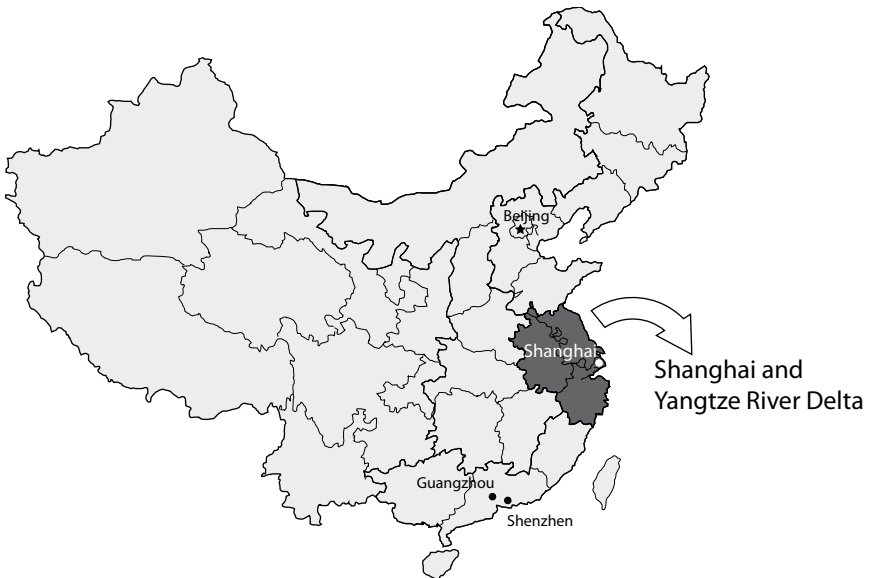 Beijing
Shanghai
Shanghai and
Yangtze River Delta
Guangzhou
Shenzhen